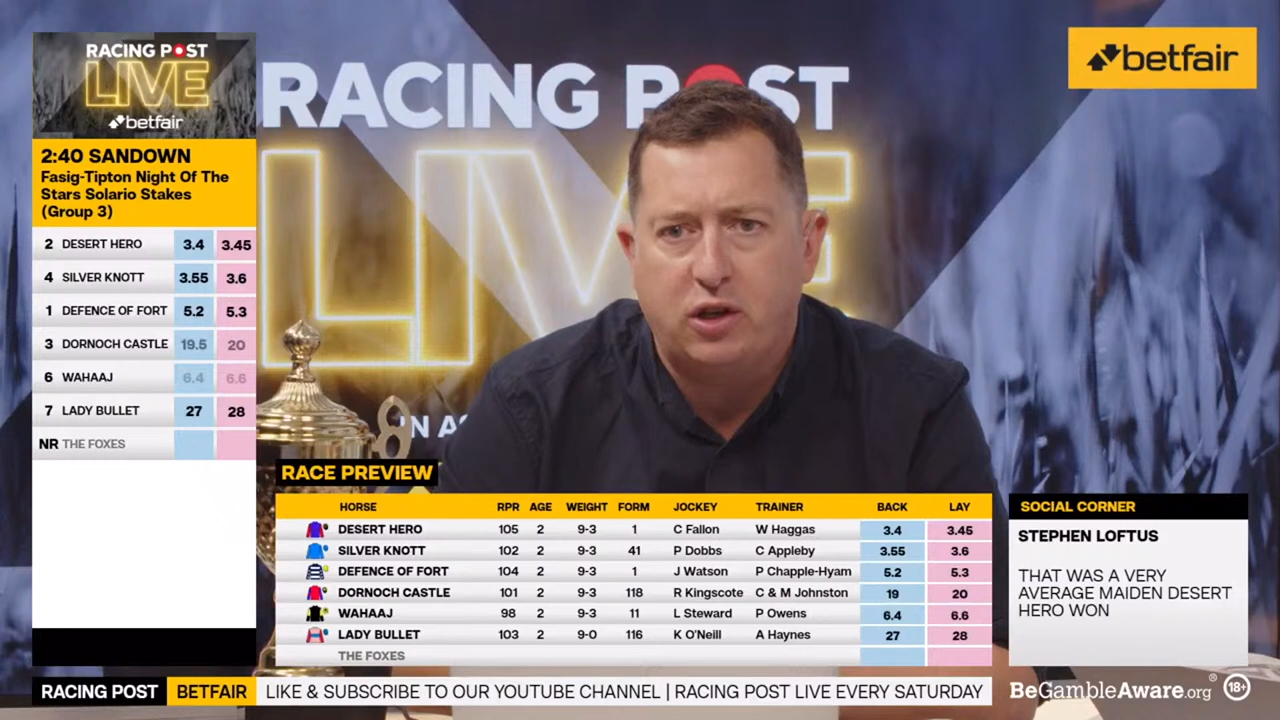 RACING POST
LIVE
betfair
2:40 SANDOWN
Fasig-Tipton Night Of The
Stars Solario Stakes
(Group 3)
2 DESERT HERO 3.4 3.45
4 SILVER KNOTT 3.55 3.6
1 DEFENCE OF FORT 5.2 5.3
3 DORNOCH CASTLE 19.5 20
6 WAHAAJ 6.4 6.6
7 LADY BULLET 27 28
NR THE FOXES
RACING POST
LIVE
IN AS
betfair
RACE PREVIEW
HORSE RPR AGE WEIGHT FORM JOCKEY TRAINER BACK LAY
DESERT HERO 105 2 9-3 1 C Fallon W Haggas 3.4 3.45
SILVER KNOTT 102 2 9-3 41 P Dobbs C Appleby 3.55 3.6
DEFENCE OF FORT 104 2 9-3 1 J Watson P Chapple-Hyam 5.2 5.3
DORNOCH CASTLE 101 2 9-3 118 R Kingscote C & M Johnston 19 20
WAHAAJ 98 2 9-3 11 L Steward P Owens 6.4 6.6
LADY BULLET 103 2 9-0 116 K O'Neill A Haynes 27 28
THE FOXES
SOCIAL CORNER
STEPHEN LOFTUS
THAT WAS A VERY
AVERAGE MAIDEN DESERT
HERO WON
RACING POST BETFAIR LIKE & SUBSCRIBE TO OUR YOUTUBE CHANNEL | RACING POST LIVE EVERY SATURDAY
BeGambleAware.org® 18+